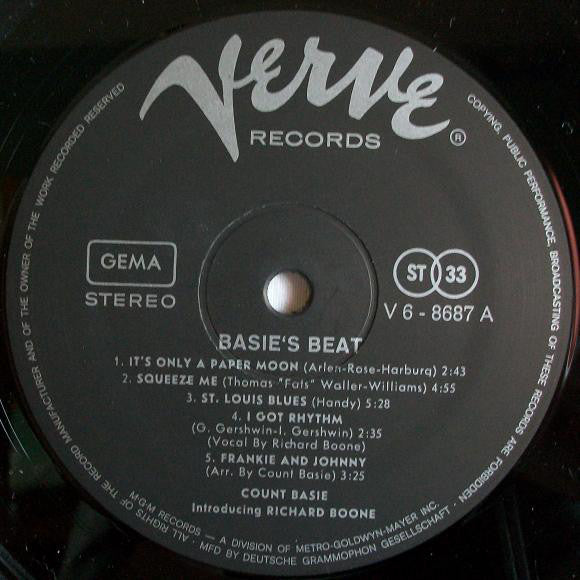 Verve
RECORDS ®
GEMA
STEREO
ST 33
V 6 - 8687 A
BASIE'S BEAT
1. IT'S ONLY A PAPER MOON (Arlen-Rose-Harburg) 2:43
2. SQUEEZE ME (Thomas "Fats" Waller-Williams) 4:55
3. ST. LOUIS BLUES (Handy) 5:28
4. I GOT RHYTHM
(G. Gershwin-I. Gershwin) 2:35
(Vocal By Richard Boone)
5. FRANKIE AND JOHNNY
(Arr. By Count Basie) 3:25
COUNT BASIE
Introducing RICHARD BOONE
M·G·M RECORDS — A DIVISION OF METRO-GOLDWYN-MAYER INC.
ALL RIGHTS OF THE RECORD MANUFACTURER AND OF THE OWNER OF THE WORK RECORDED RESERVED
COPYING, PUBLIC PERFORMANCE, BROADCASTING OF THESE RECORDS ARE FORBIDDEN
· MFD BY DEUTSCHE GRAMMOPHON GESELLSCHAFT ·